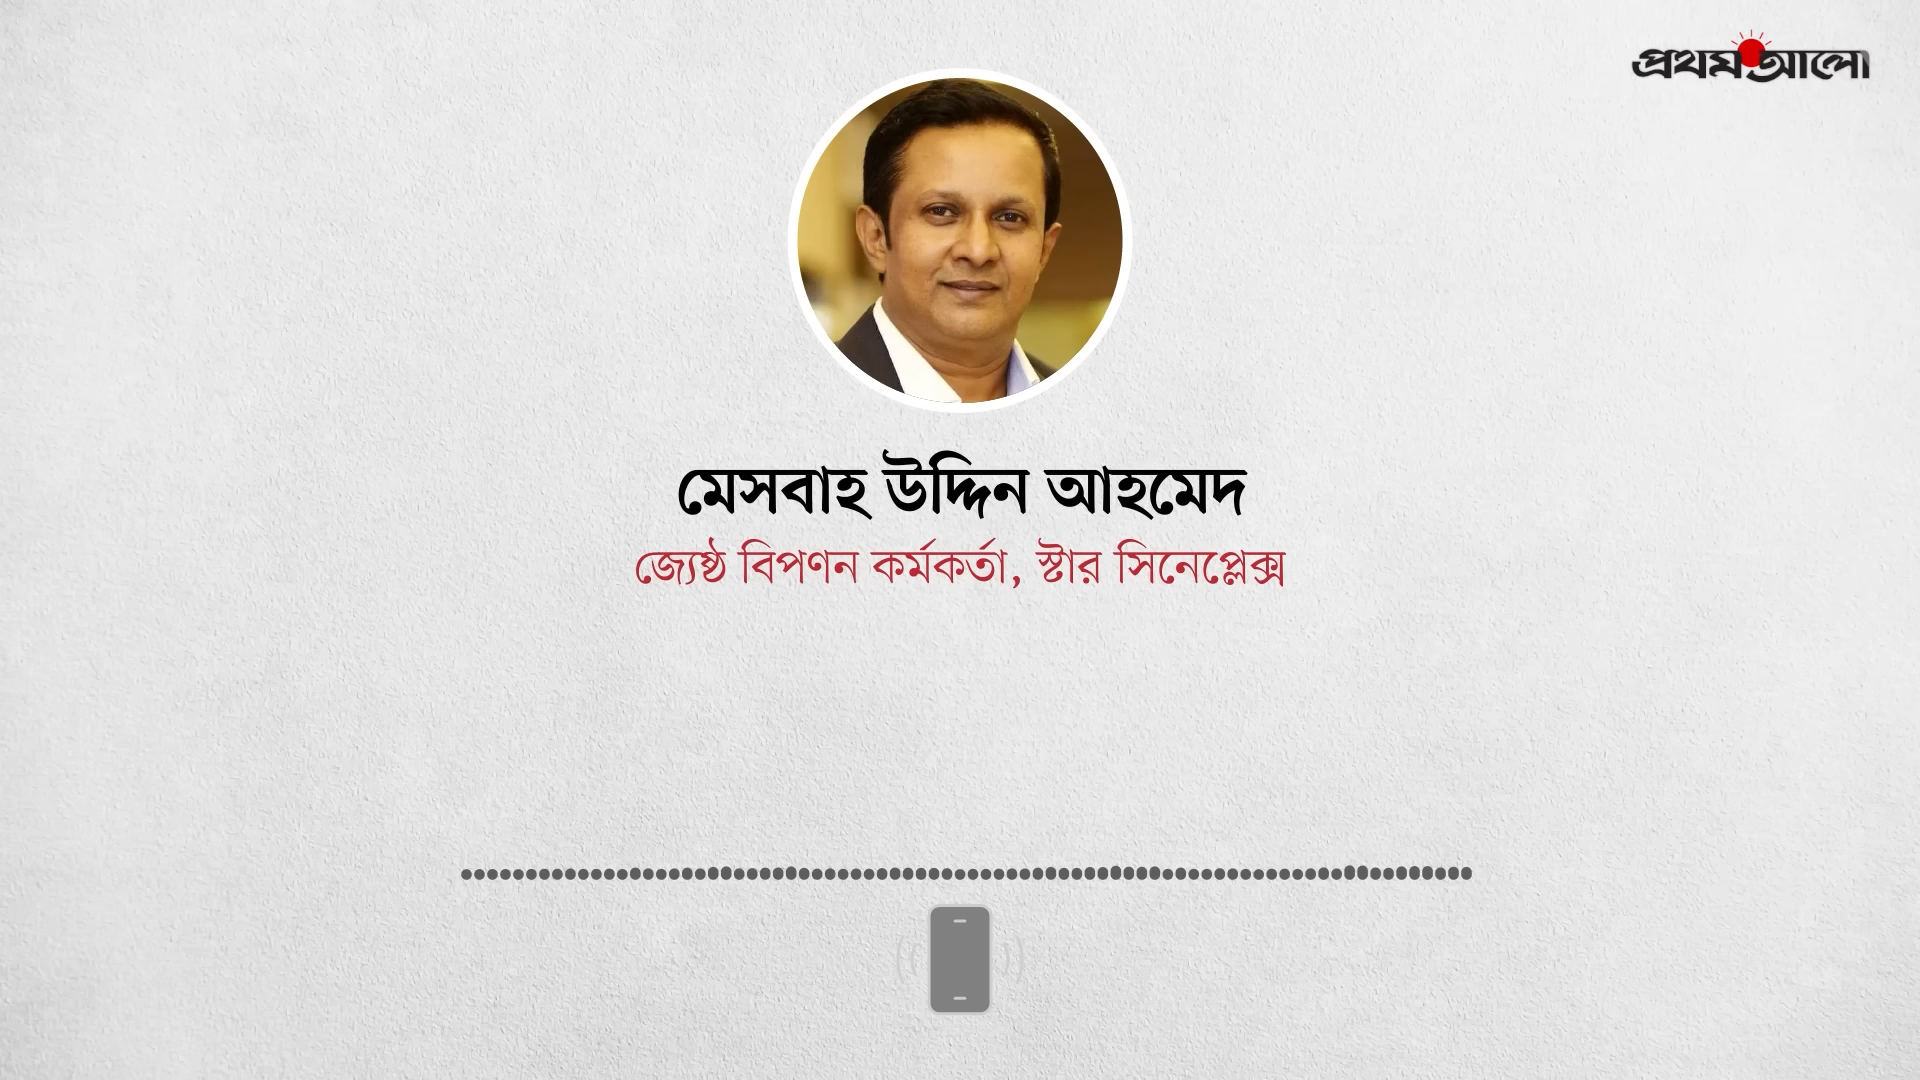 প্রথম আলো
মেসবাহ উদ্দিন আহমেদ
জ্যেষ্ঠ বিপণন কর্মকর্তা, স্টার সিনেপ্লেক্স